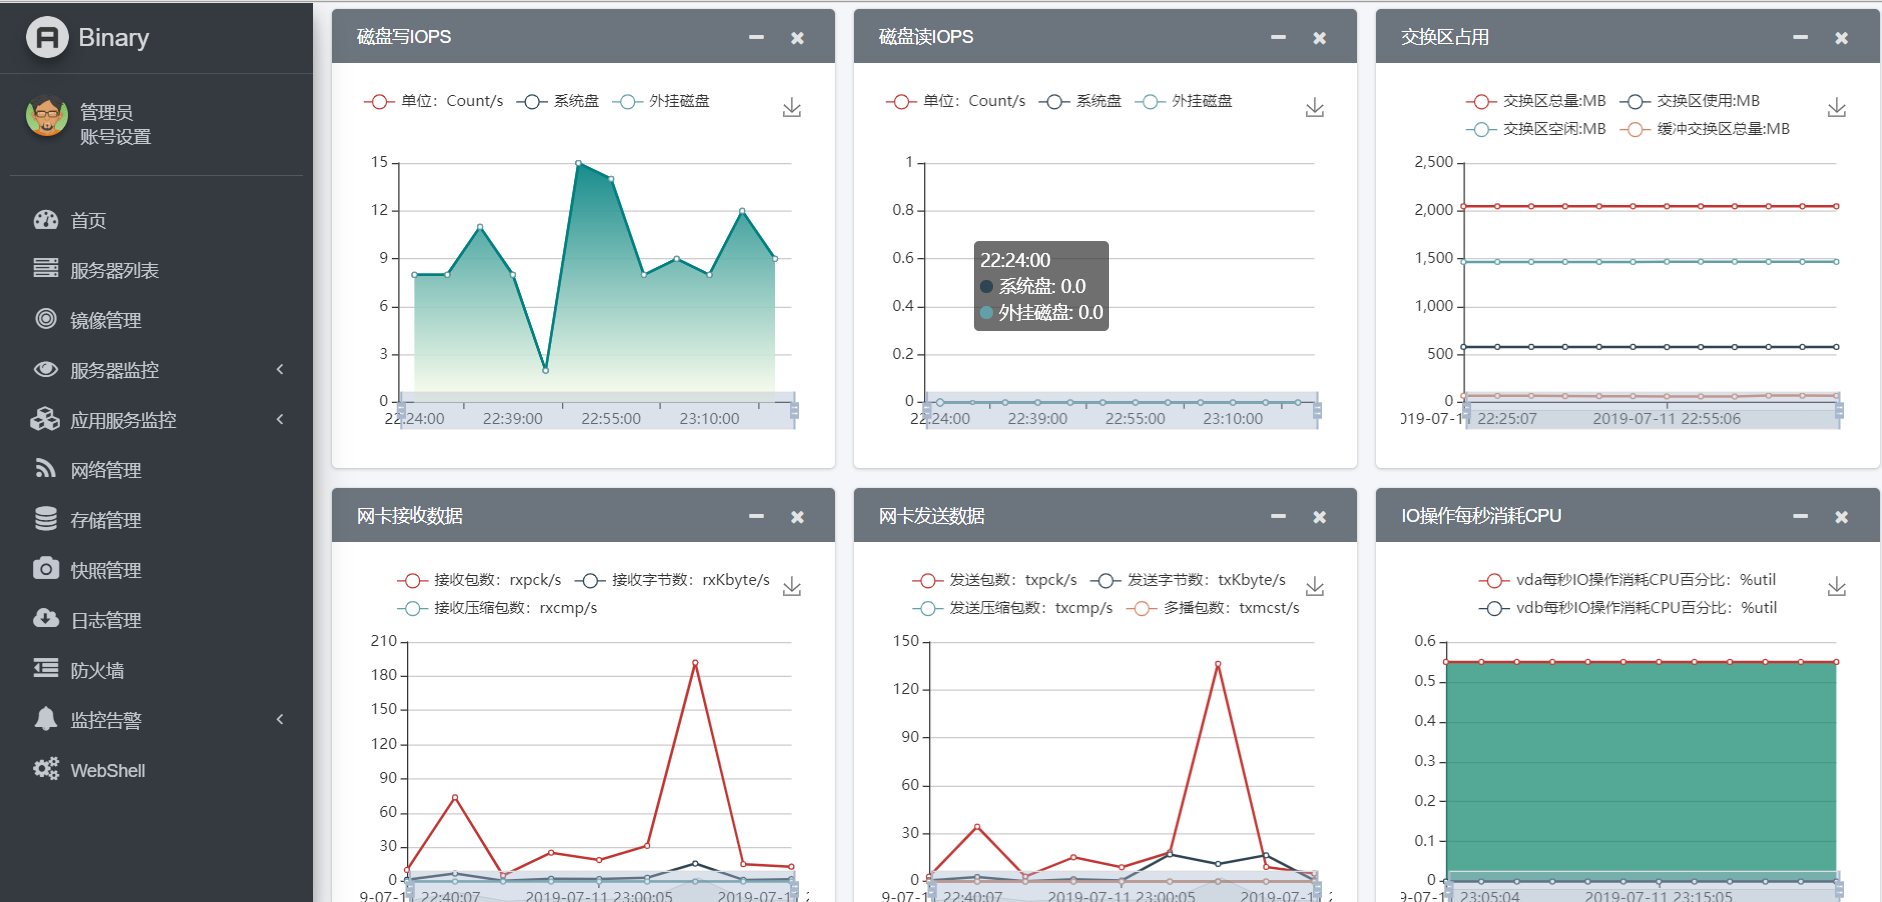 Binary
管理员
账号设置
首页
服务器列表
镜像管理
服务器监控
应用服务监控
网络管理
存储管理
快照管理
日志管理
防火墙
监控告警
WebShell
磁盘写IOPS
单位：Count/s 系统盘 外挂磁盘
15
12
9
6
3
0
22:24:00 22:39:00 22:55:00 23:10:00
磁盘读IOPS
单位：Count/s 系统盘 外挂磁盘
1
0.8
0.6
0.4
0.2
0
22:24:00
系统盘: 0.0
外挂磁盘: 0.0
22:24:00 22:39:00 22:55:00 23:10:00
交换区占用
交换区总量:MB 交换区使用:MB
交换区空闲:MB 缓冲交换区总量:MB
2,500
2,000
1,500
1,000
500
0
019-07-11 22:25:07 2019-07-11 22:55:06
网卡接收数据
接收包数：rxpck/s 接收字节数：rxKbyte/s
接收压缩包数：rxcmp/s
210
180
150
120
90
60
30
0
9-07-11 22:40:07 2019-07-11 23:00:05 2019-07-11 2
网卡发送数据
发送包数：txpck/s 发送字节数：txKbyte/s
发送压缩包数：txcmp/s 多播包数：txmcst/s
150
120
90
60
30
0
9-07-11 22:40:07 2019-07-11 23:00:05 2019-07-11 2
IO操作每秒消耗CPU
vda每秒IO操作消耗CPU百分比：%util
vdb每秒IO操作消耗CPU百分比：%util
0.6
0.5
0.4
0.3
0.2
0.1
0
9-07-11 23:05:04 2019-07-11 23:15:05